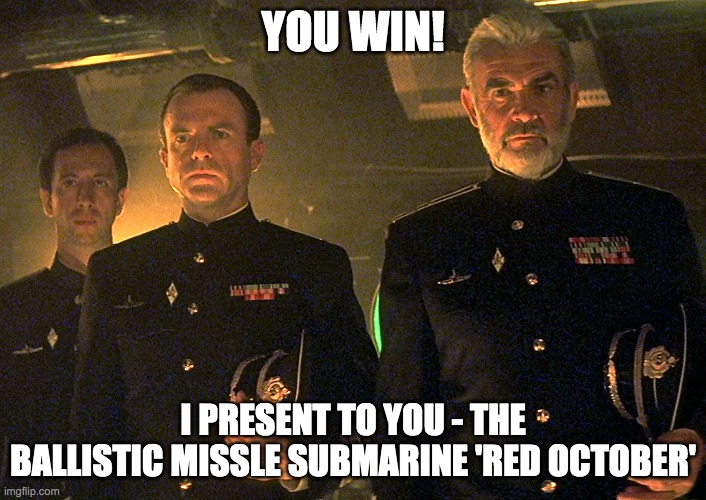 YOU WIN!
I PRESENT TO YOU - THE
BALLISTIC MISSLE SUBMARINE 'RED OCTOBER'
imgflip.com